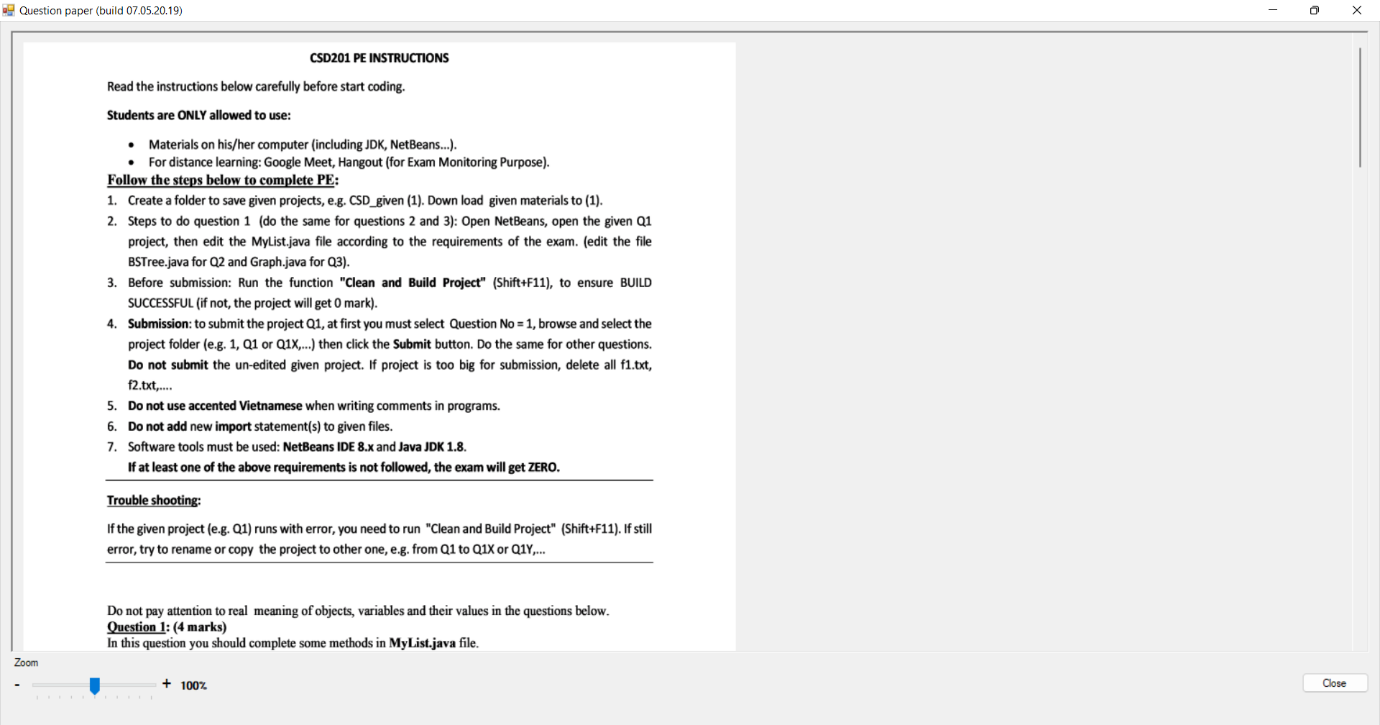 Question paper (build 07.05.20.19)
CSD201 PE INSTRUCTIONS
Read the instructions below carefully before start coding.
Students are ONLY allowed to use:
• Materials on his/her computer (including JDK, NetBeans...).
• For distance learning: Google Meet, Hangout (for Exam Monitoring Purpose).
Follow the steps below to complete PE:
1. Create a folder to save given projects, e.g. CSD_given (1). Down load given materials to (1).
2. Steps to do question 1 (do the same for questions 2 and 3): Open NetBeans, open the given Q1
project, then edit the MyList.java file according to the requirements of the exam. (edit the file
BSTree.java for Q2 and Graph.java for Q3).
3. Before submission: Run the function "Clean and Build Project" (Shift+F11), to ensure BUILD
SUCCESSFUL (if not, the project will get 0 mark).
4. Submission: to submit the project Q1, at first you must select Question No = 1, browse and select the
project folder (e.g. 1, Q1 or Q1X,...) then click the Submit button. Do the same for other questions.
Do not submit the un-edited given project. If project is too big for submission, delete all f1.txt,
f2.txt,....
5. Do not use accented Vietnamese when writing comments in programs.
6. Do not add new import statement(s) to given files.
7. Software tools must be used: NetBeans IDE 8.x and Java JDK 1.8.
If at least one of the above requirements is not followed, the exam will get ZERO.
Trouble shooting:
If the given project (e.g. Q1) runs with error, you need to run "Clean and Build Project" (Shift+F11). If still
error, try to rename or copy the project to other one, e.g. from Q1 to Q1X or Q1Y,...
Do not pay attention to real meaning of objects, variables and their values in the questions below.
Question 1: (4 marks)
In this question you should complete some methods in MyList.java file.
Zoom
- + 100%
Close